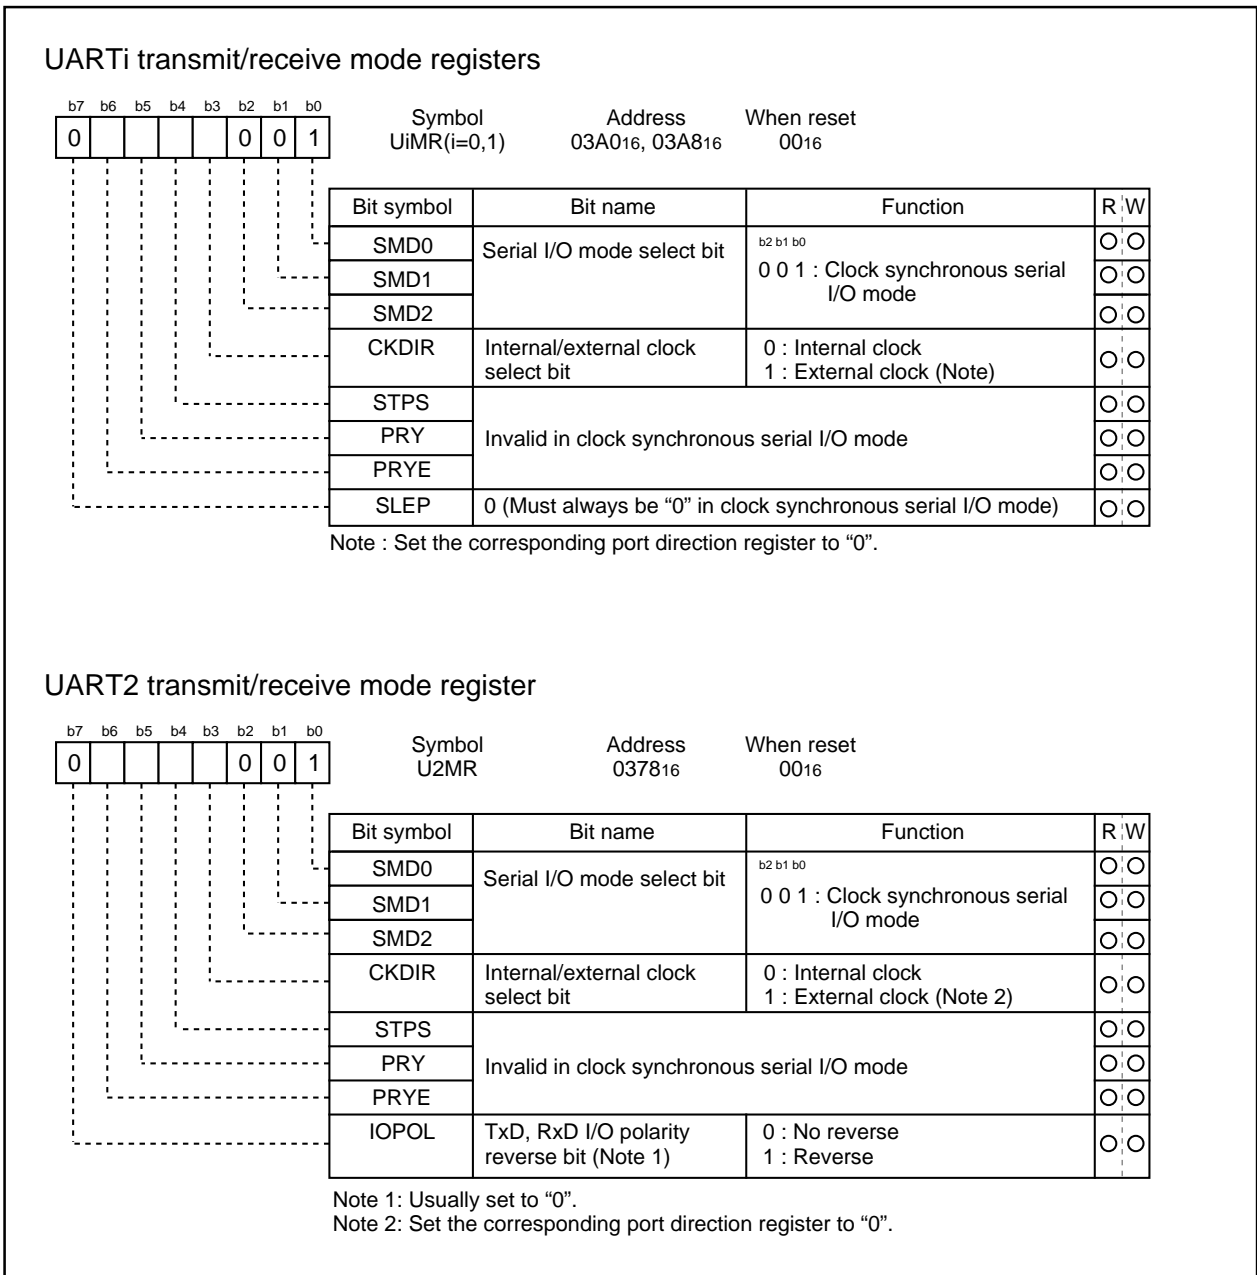 UARTi transmit/receive mode registers
b7 b6 b5 b4 b3 b2 b1 b0
0 0 0 1
Symbol Address When reset
UiMR(i=0,1) 03A016, 03A816 0016
Bit symbol Bit name Function R W
SMD0 Serial I/O mode select bit b2 b1 b0
SMD1 0 0 1 : Clock synchronous serial
I/O mode
SMD2
CKDIR Internal/external clock 0 : Internal clock
select bit 1 : External clock (Note)
STPS
PRY Invalid in clock synchronous serial I/O mode
PRYE
SLEP 0 (Must always be “0” in clock synchronous serial I/O mode)
Note : Set the corresponding port direction register to “0”.
UART2 transmit/receive mode register
b7 b6 b5 b4 b3 b2 b1 b0
0 0 0 1
Symbol Address When reset
U2MR 037816 0016
Bit symbol Bit name Function R W
SMD0 Serial I/O mode select bit b2 b1 b0
SMD1 0 0 1 : Clock synchronous serial
I/O mode
SMD2
CKDIR Internal/external clock 0 : Internal clock
select bit 1 : External clock (Note 2)
STPS
PRY Invalid in clock synchronous serial I/O mode
PRYE
IOPOL TxD, RxD I/O polarity 0 : No reverse
reverse bit (Note 1) 1 : Reverse
Note 1: Usually set to “0”.
Note 2: Set the corresponding port direction register to “0”.